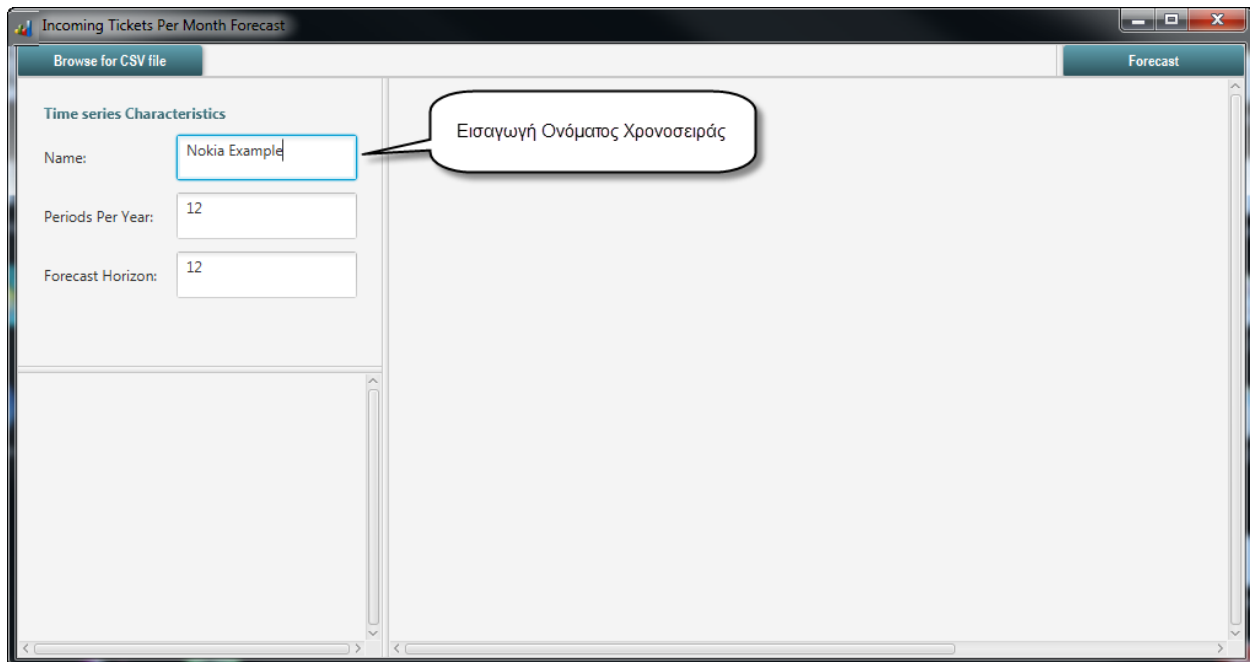 Incoming Tickets Per Month Forecast
Browse for CSV file
Forecast
Time series Characteristics
Name:
Nokia Example
Εισαγωγή Ονόματος Χρονοσειράς
Periods Per Year:
12
Forecast Horizon:
12